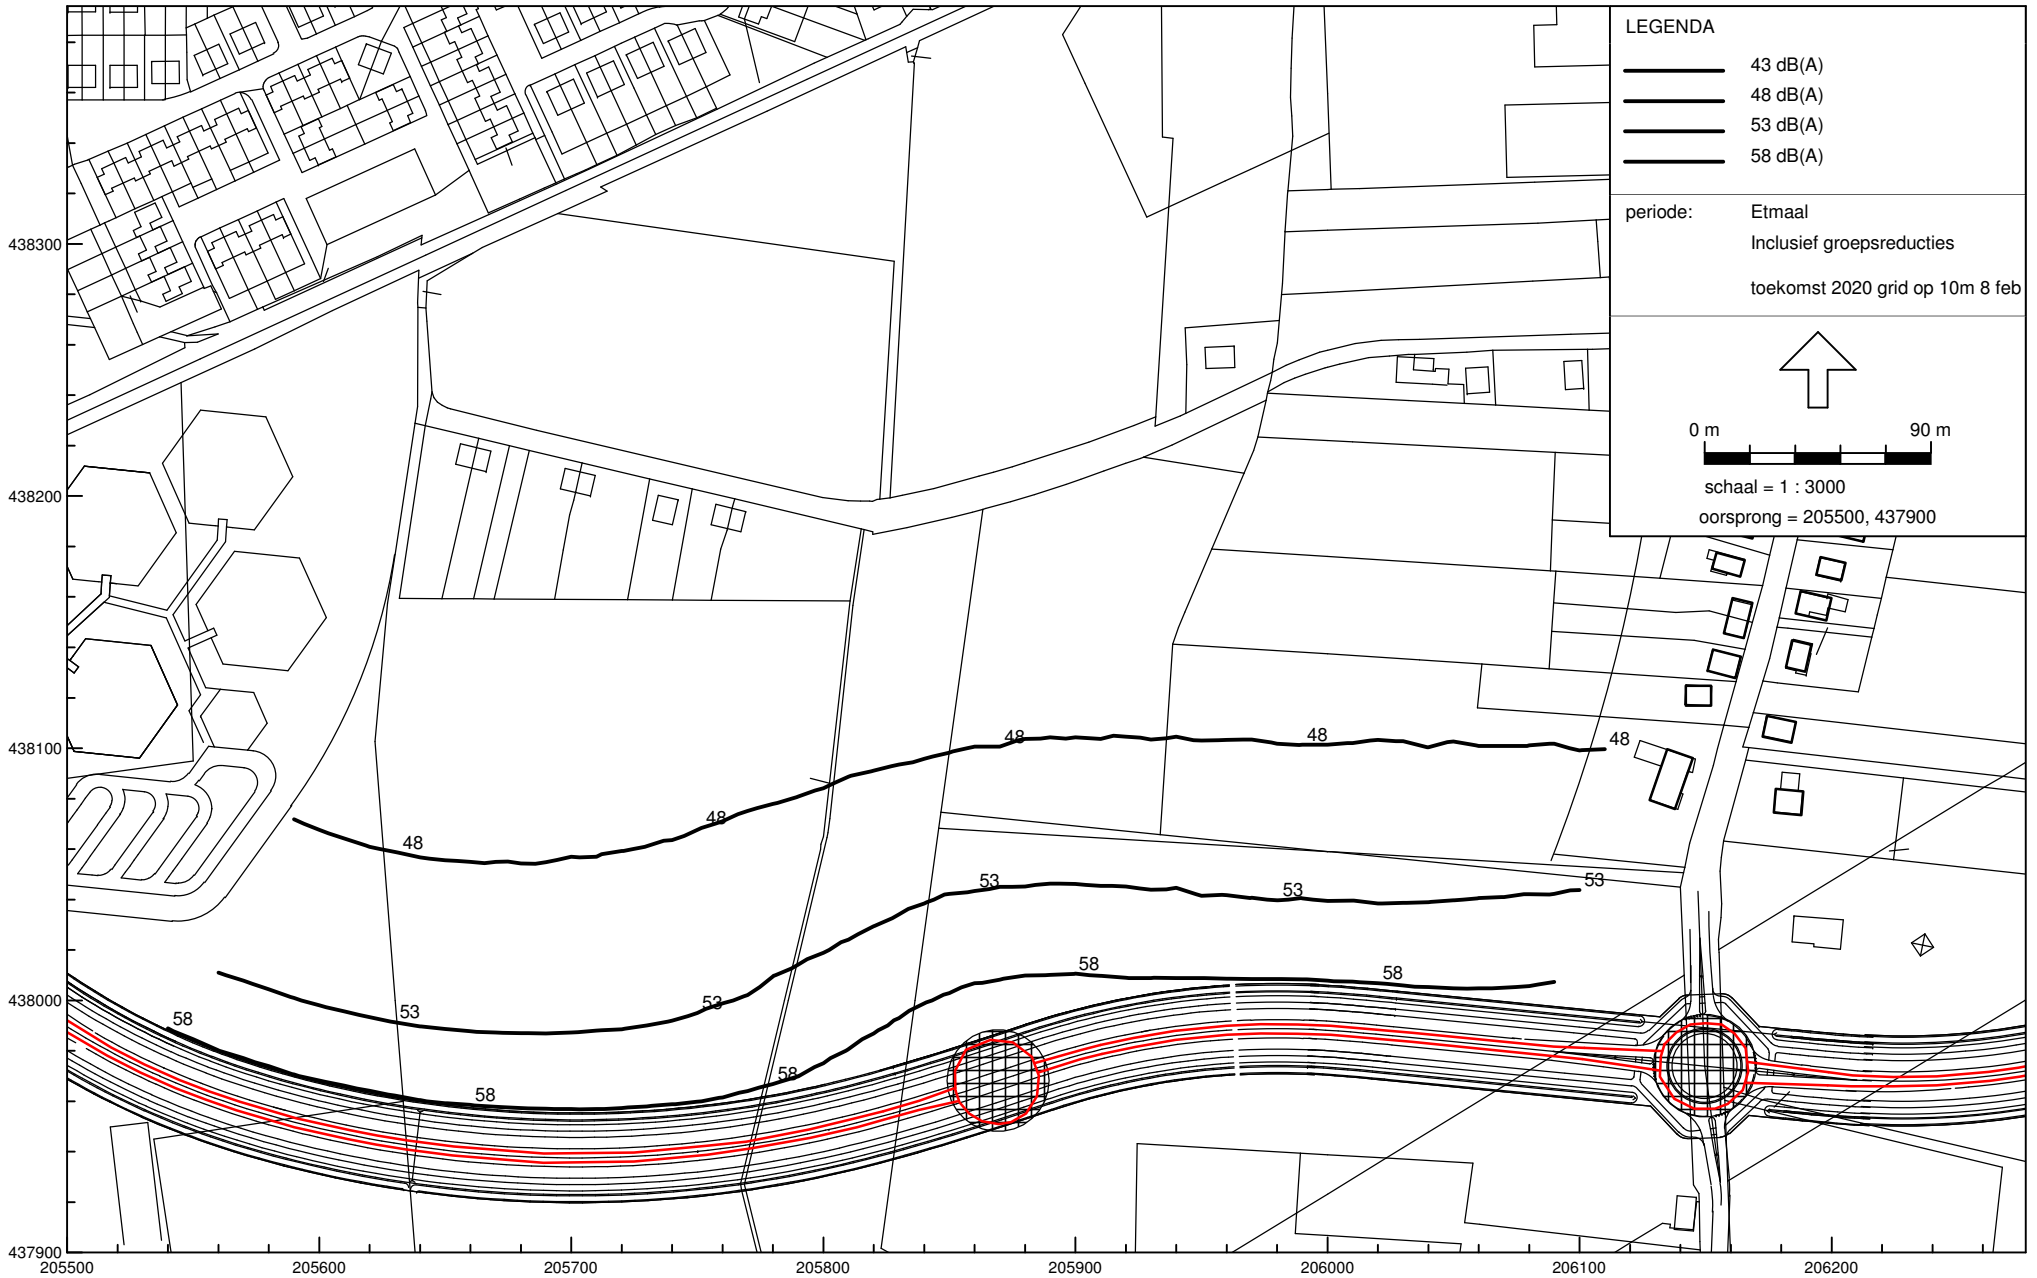 LEGENDA
43 dB(A)
48 dB(A)
53 dB(A)
58 dB(A)
periode: Etmaal
Inclusief groepsreducties
toekomst 2020 grid op 10m 8 feb
0 m 90 m
schaal = 1 : 3000
oorsprong = 205500, 437900
438300
438200
438100
438000
437900
48 48 48
48
48
53 53 53
53
53
58 58
58
58
58
205500 205600 205700 205800 205900 206000 206100 206200